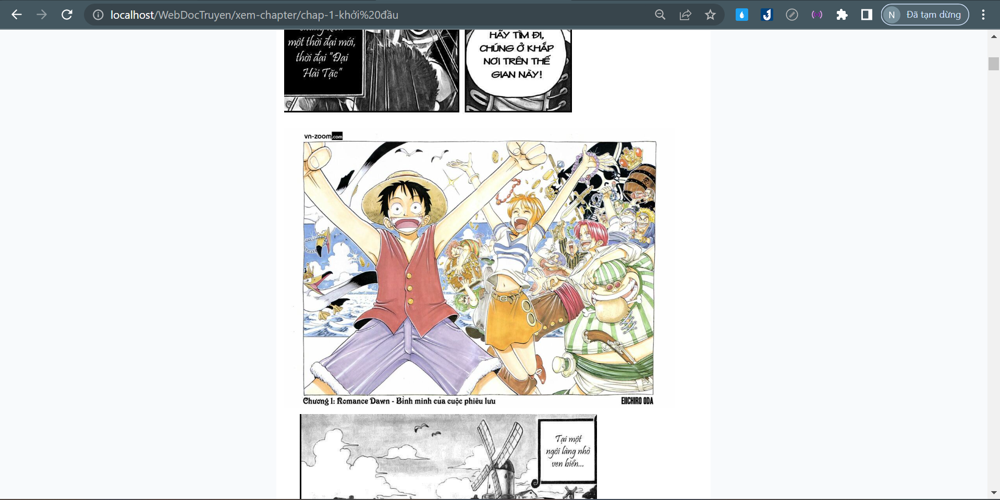 localhost/WebDocTruyen/xem-chapter/chap-1-khởi%20đầu
N
Đã tạm dừng
một thời đại mới,
thời đại "Đại
Hải Tặc"
HÃY TÌM ĐI,
CHÚNG Ở KHẮP
NƠI TRÊN THẾ
GIAN NÀY!
vn-zoom.com
Chương 1: Romance Dawn - Bình minh của cuộc phiêu lưu
EIICHIRO ODA
Tại một
ngôi làng nhỏ
ven biển...